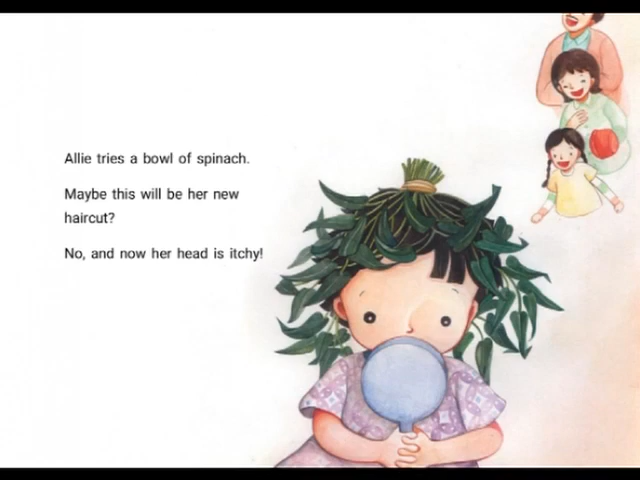 Allie tries a bowl of spinach.
Maybe this will be her new
haircut?
No, and now her head is itchy!